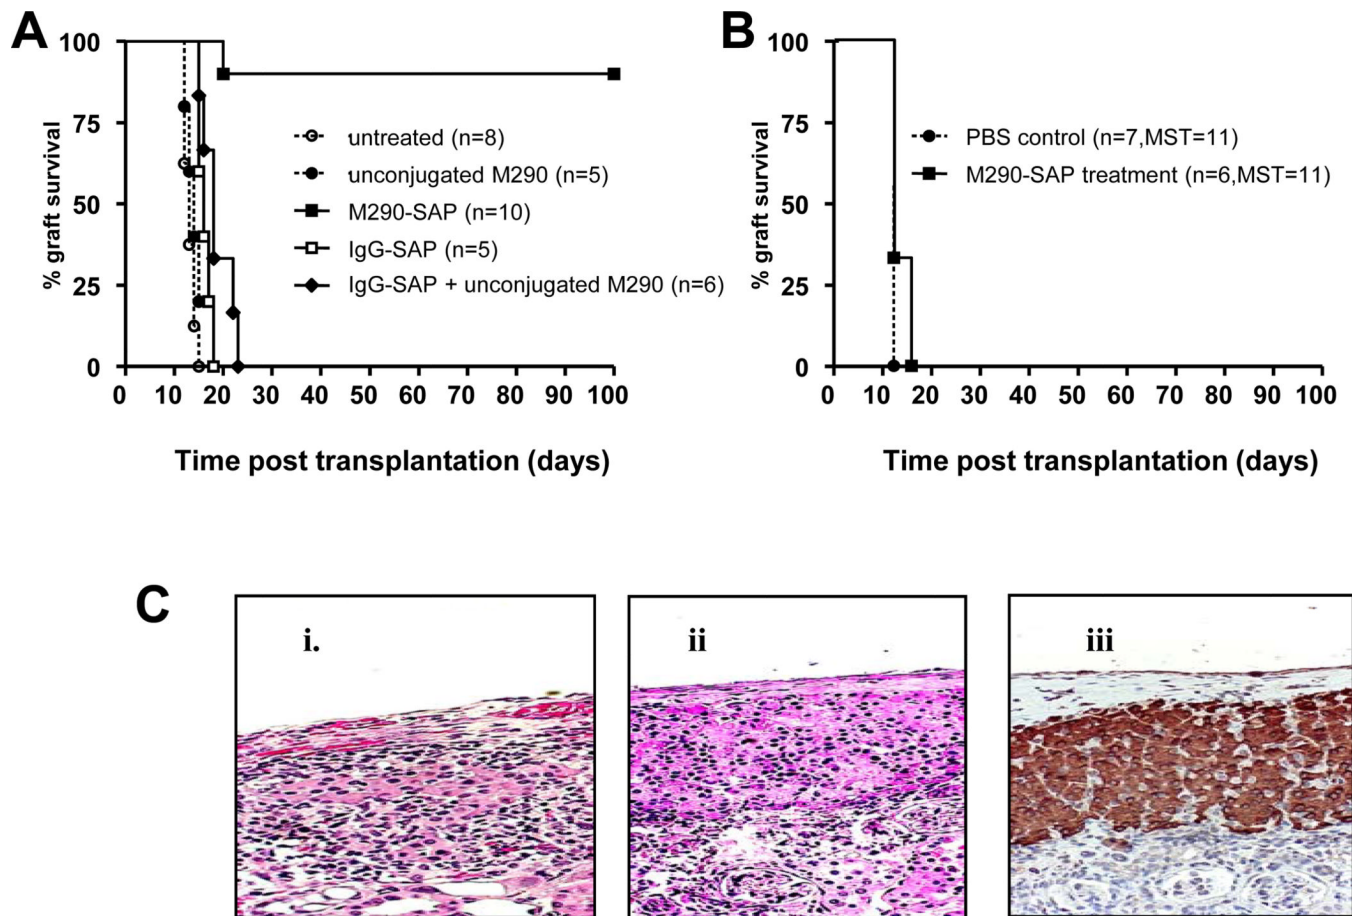 A
% graft survival
100
75
50
25
0
untreated (n=8)
unconjugated M290 (n=5)
M290-SAP (n=10)
IgG-SAP (n=5)
IgG-SAP + unconjugated M290 (n=6)
0 10 20 30 40 50 60 70 80 90 100
Time post transplantation (days)
B
% graft survival
100
75
50
25
0
PBS control (n=7,MST=11)
M290-SAP treatment (n=6,MST=11)
0 10 20 30 40 50 60 70 80 90 100
Time post transplantation (days)
C
i.
ii
iii